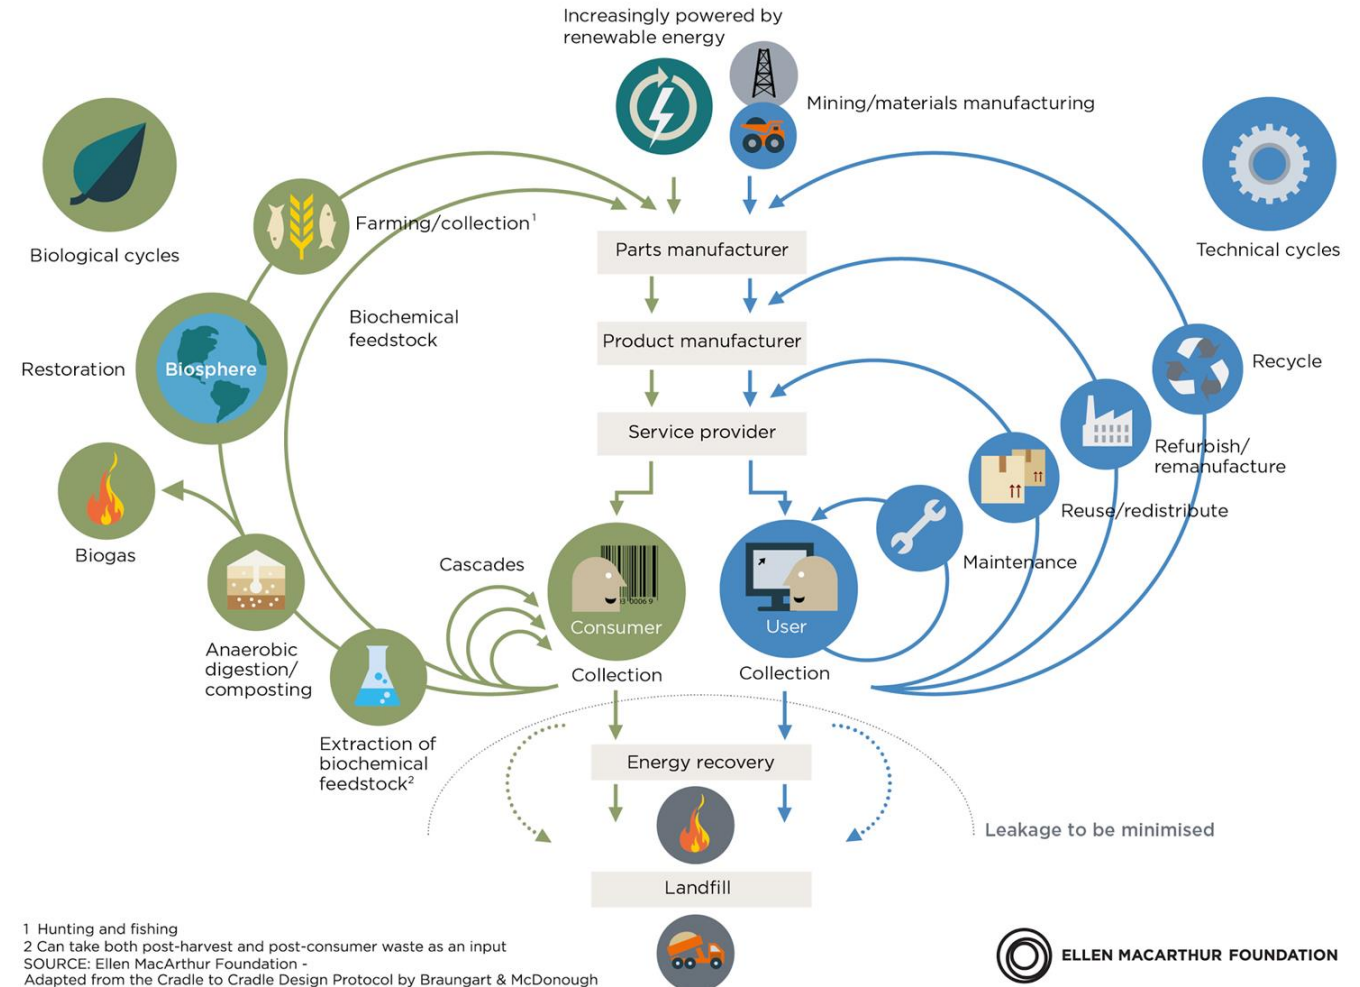 Increasingly powered by
renewable energy
Mining/materials manufacturing
Biological cycles
Farming/collection¹
Technical cycles
Parts manufacturer
Biochemical
feedstock
Product manufacturer
Restoration
Biosphere
Recycle
Service provider
Refurbish/
remanufacture
Reuse/redistribute
Biogas
Cascades
Maintenance
03 0006 9
Consumer
User
Anaerobic
digestion/
composting
Collection
Collection
Extraction of
biochemical
feedstock²
Energy recovery
Leakage to be minimised
Landfill
1 Hunting and fishing
2 Can take both post-harvest and post-consumer waste as an input
SOURCE: Ellen MacArthur Foundation -
Adapted from the Cradle to Cradle Design Protocol by Braungart & McDonough
ELLEN MACARTHUR FOUNDATION